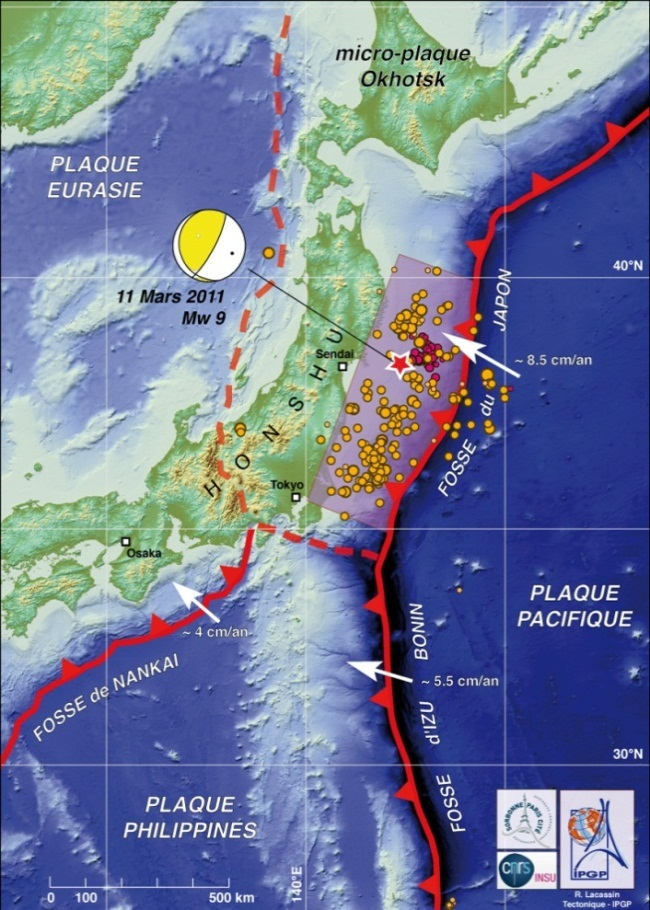 micro-plaque
Okhotsk
PLAQUE
EURASIE
11 Mars 2011
Mw 9
40°N
JAPON
Sendai
~ 8.5 cm/an
HONSHU
du
FOSSE
Tokyo
Osaka
PLAQUE
PACIFIQUE
~ 4 cm/an
BONIN
FOSSE de NANKAI
~ 5.5 cm/an
d'IZU
30°N
FOSSE
PLAQUE
PHILIPPINES
SORBONNE PARIS CITÉ
cnrs
INSU
IPGP
140°E
0 100 500 km
R. Lacassin
Tectonique - IPGP